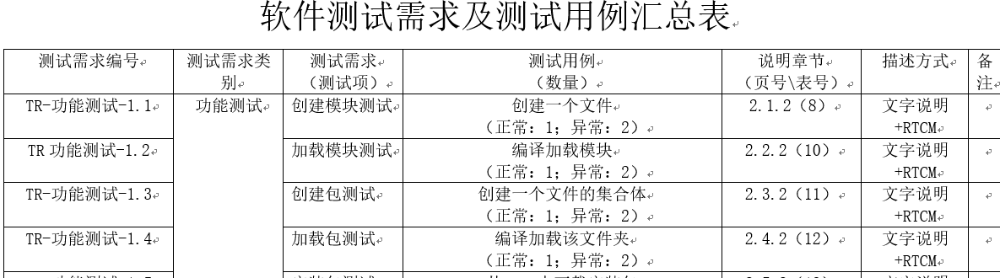 软件测试需求及测试用例汇总表
测试需求编号 测试需求类别 测试需求（测试项） 测试用例（数量） 说明章节（页号\表号） 描述方式 备注
TR-功能测试-1.1 功能测试 创建模块测试 创建一个文件（正常：1；异常：2） 2.1.2（8） 文字说明+RTCM
TR功能测试-1.2 加载模块测试 编译加载模块（正常：1；异常：2） 2.2.2（10） 文字说明+RTCM
TR-功能测试-1.3 创建包测试 创建一个文件的集合体（正常：1；异常：2） 2.3.2（11） 文字说明+RTCM
TR-功能测试-1.4 加载包测试 编译加载该文件夹（正常：1；异常：2） 2.4.2（12） 文字说明+RTCM